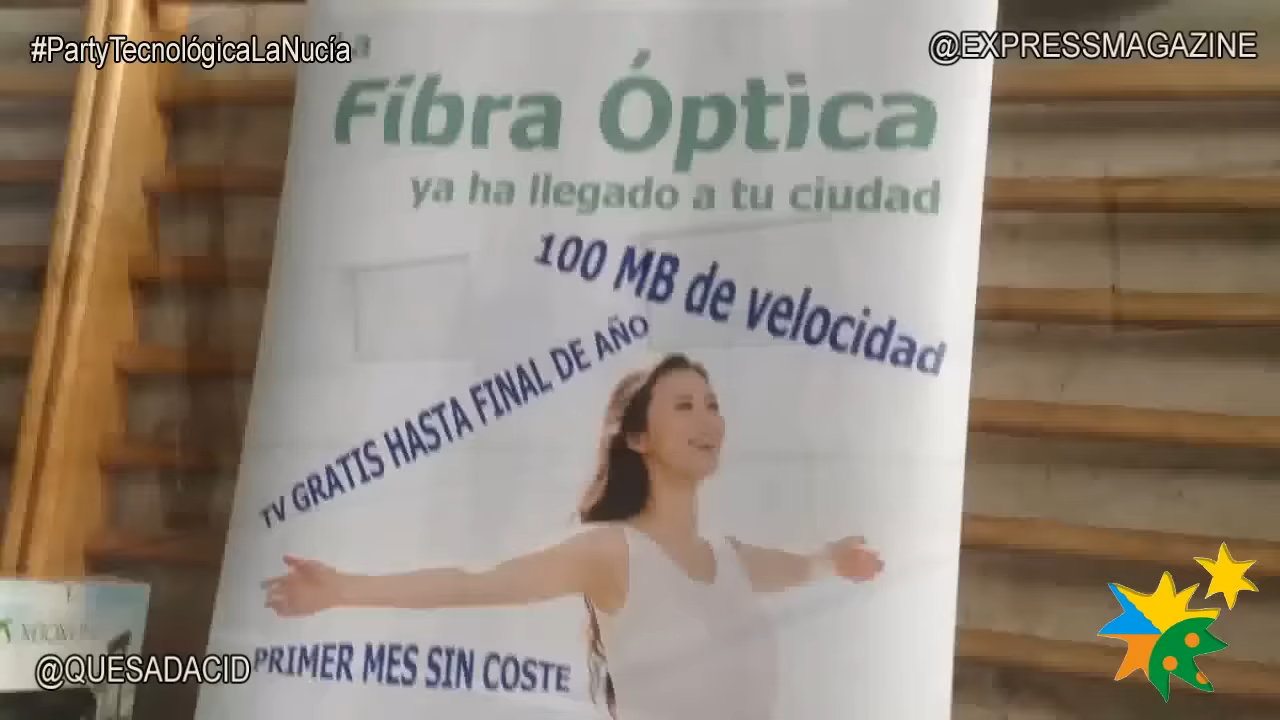 #PartyTecnológicaLaNucía
@EXPRESSMAGAZINE
La
Fibra Óptica
ya ha llegado a tu ciudad
100 MB de velocidad
TV GRATIS HASTA FINAL DE AÑO
PRIMER MES SIN COSTE
@QUESADACID